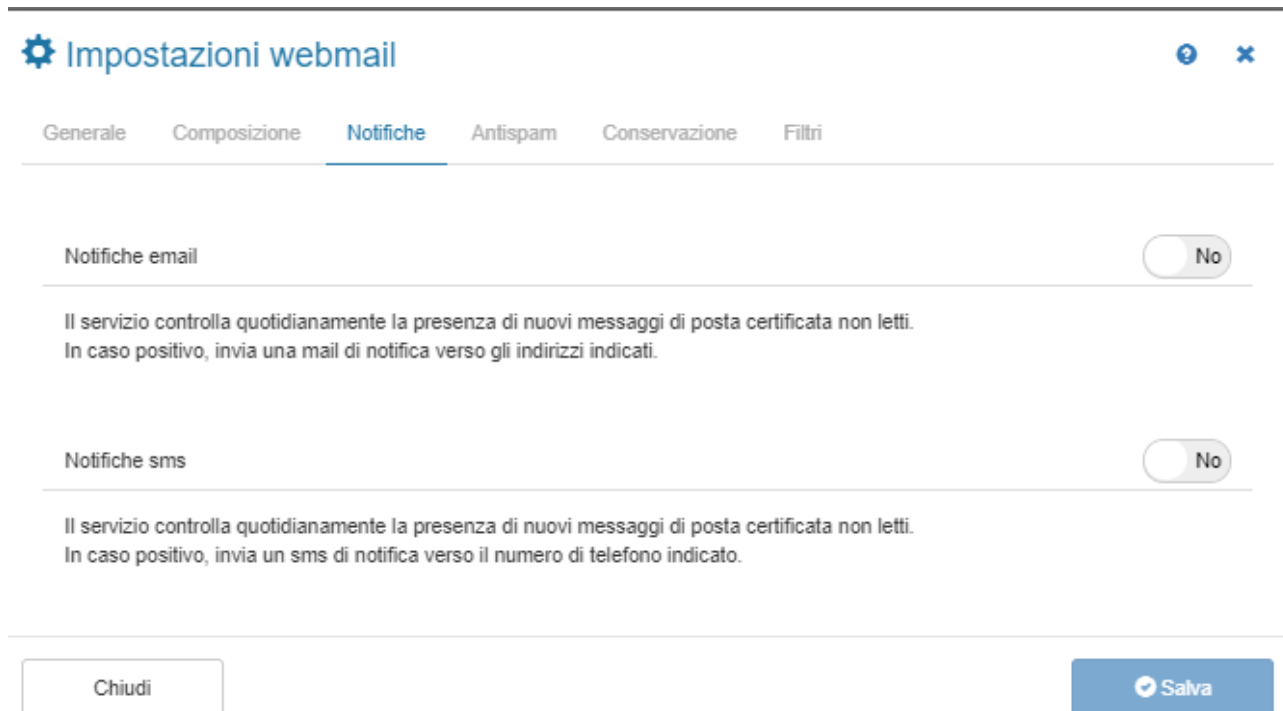 Impostazioni webmail
Generale Composizione Notifiche Antispam Conservazione Filtri
Notifiche email No
Il servizio controlla quotidianamente la presenza di nuovi messaggi di posta certificata non letti.
In caso positivo, invia una mail di notifica verso gli indirizzi indicati.
Notifiche sms No
Il servizio controlla quotidianamente la presenza di nuovi messaggi di posta certificata non letti.
In caso positivo, invia un sms di notifica verso il numero di telefono indicato.
Chiudi Salva